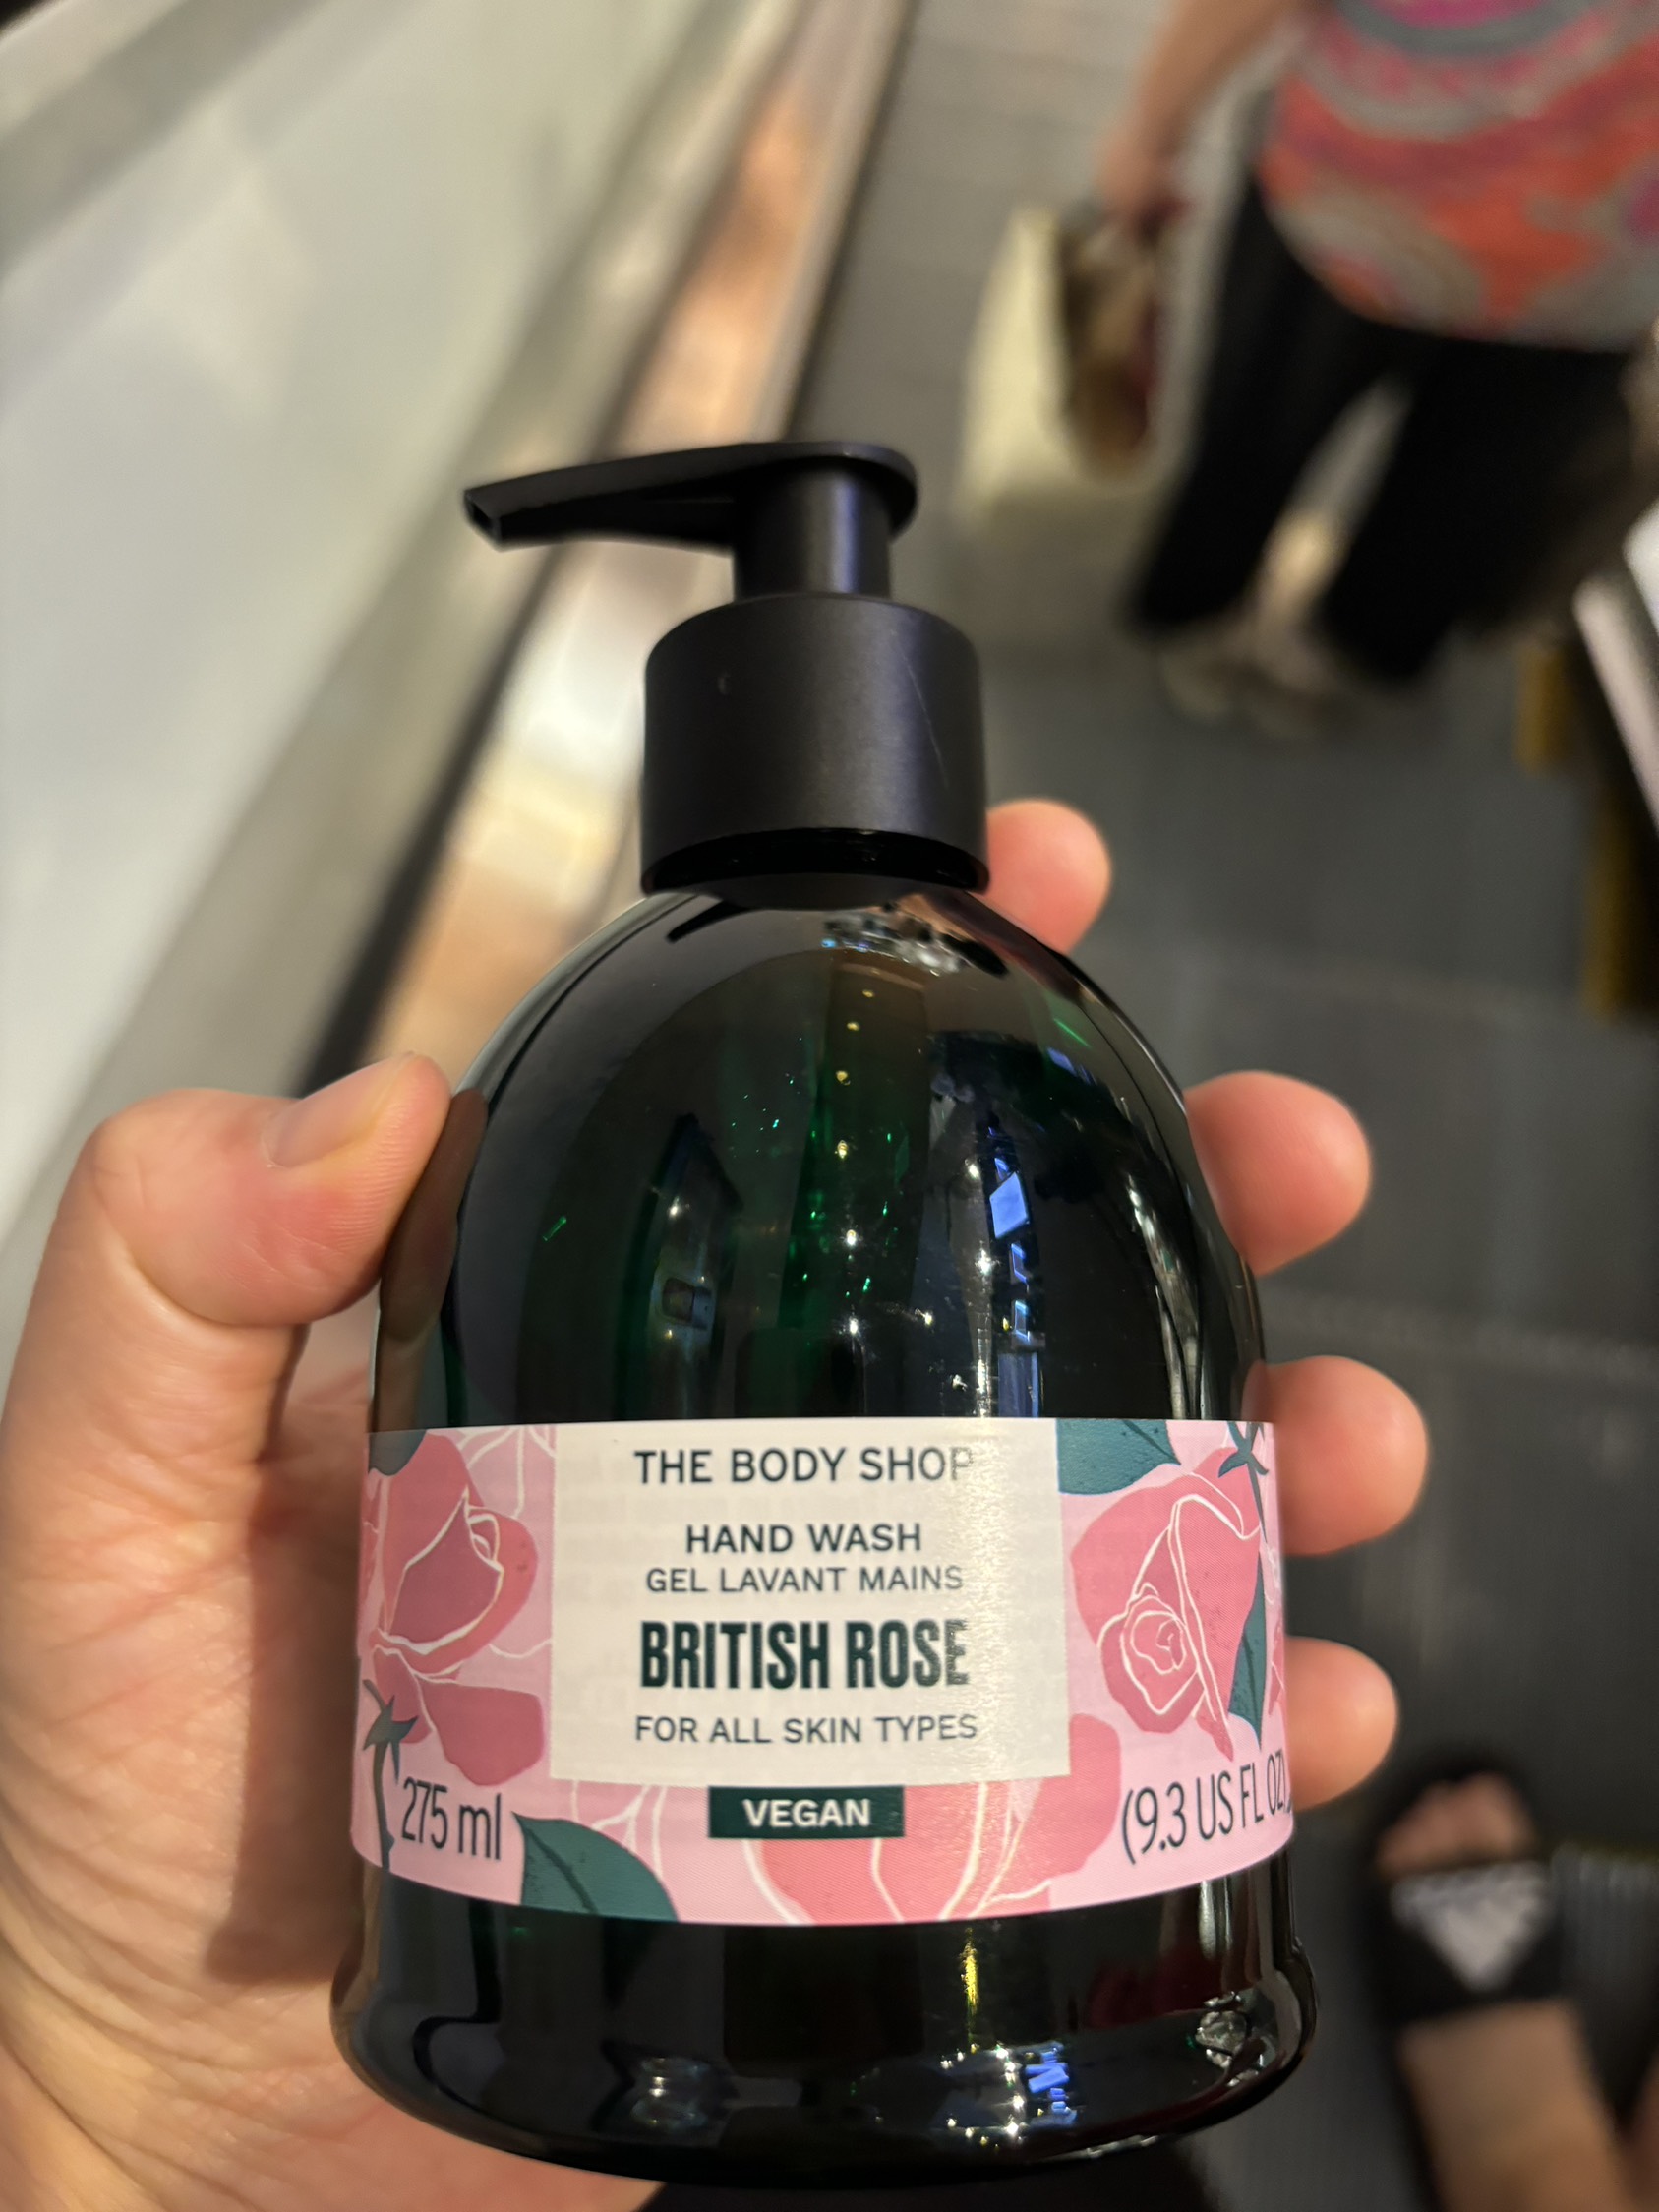 THE BODY SHOP
HAND WASH
GEL LAVANT MAINS
BRITISH ROSE
FOR ALL SKIN TYPES
VEGAN
275 ml
(9.3 US FL OZ)